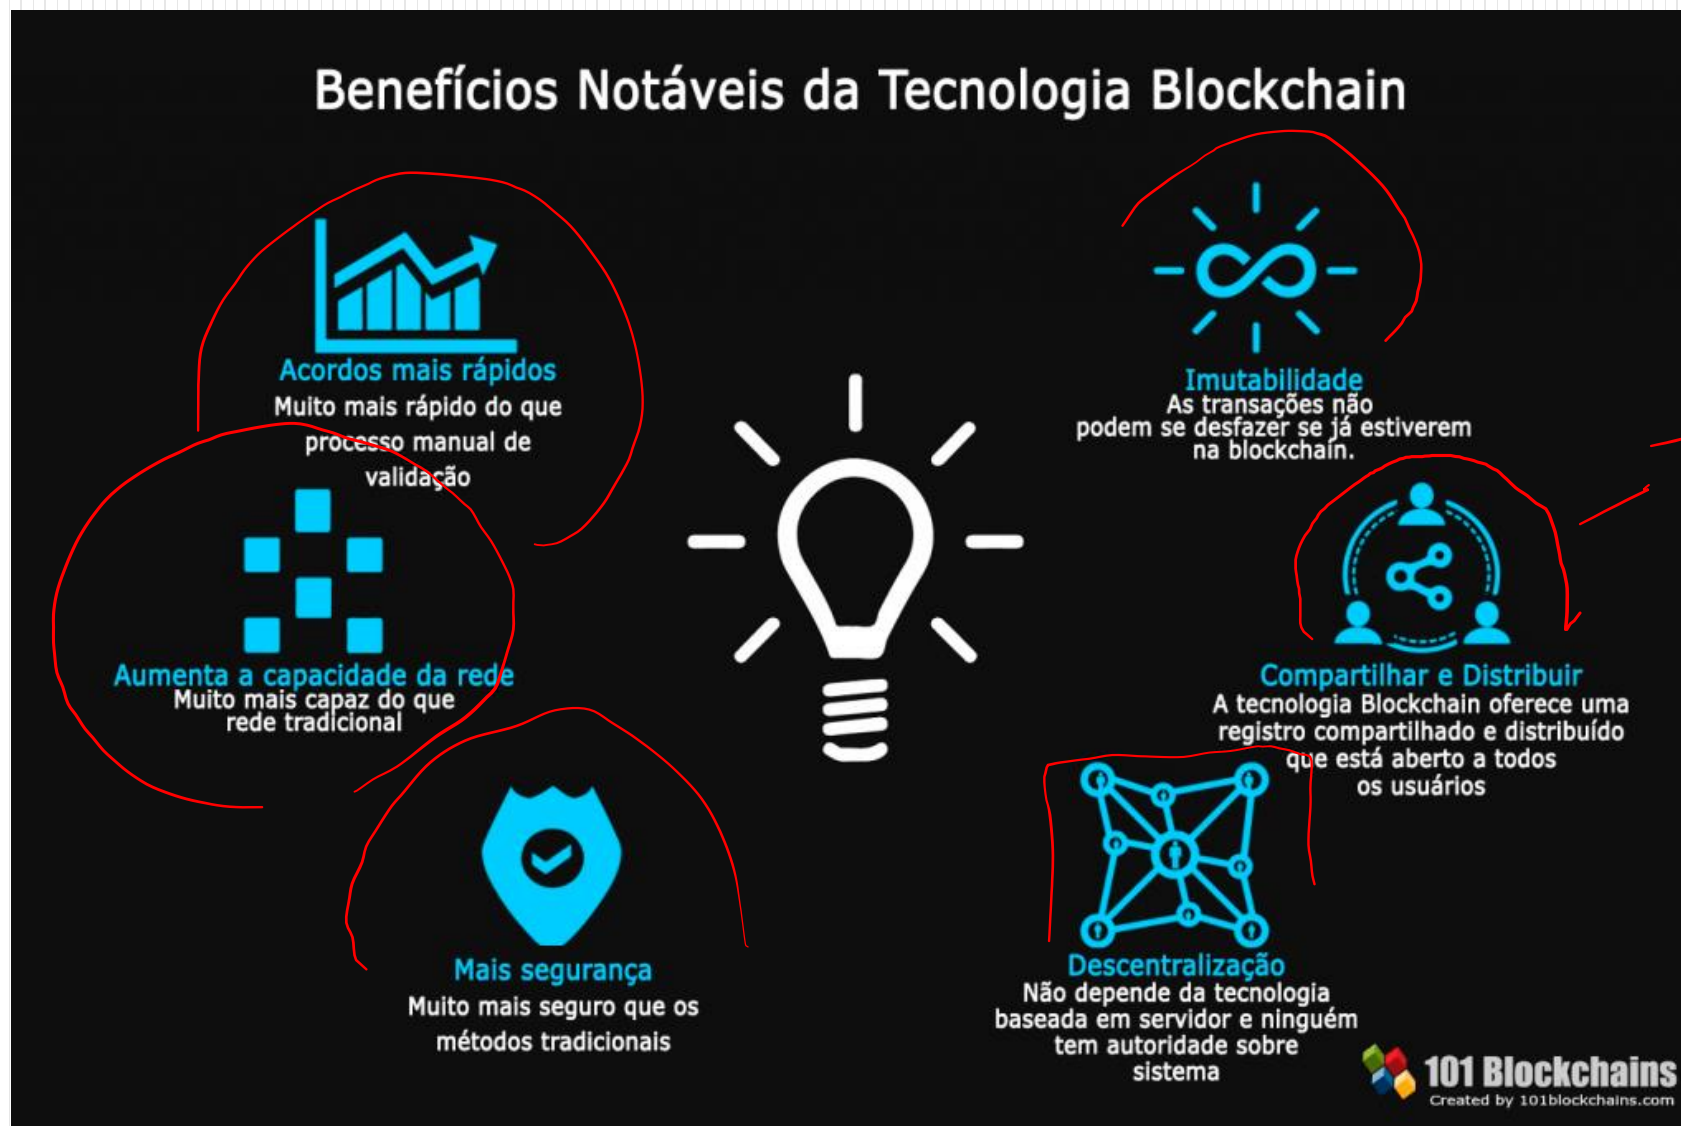 Benefícios Notáveis da Tecnologia Blockchain
Acordos mais rápidos
Muito mais rápido do que
processo manual de
validação
Aumenta a capacidade da rede
Muito mais capaz do que
rede tradicional
Mais segurança
Muito mais seguro que os
métodos tradicionais
Imutabilidade
As transações não
podem se desfazer se já estiverem
na blockchain.
Compartilhar e Distribuir
A tecnologia Blockchain oferece uma
registro compartilhado e distribuído
que está aberto a todos
os usuários
Descentralização
Não depende da tecnologia
baseada em servidor e ninguém
tem autoridade sobre
sistema
101 Blockchains
Created by 101blockchains.com